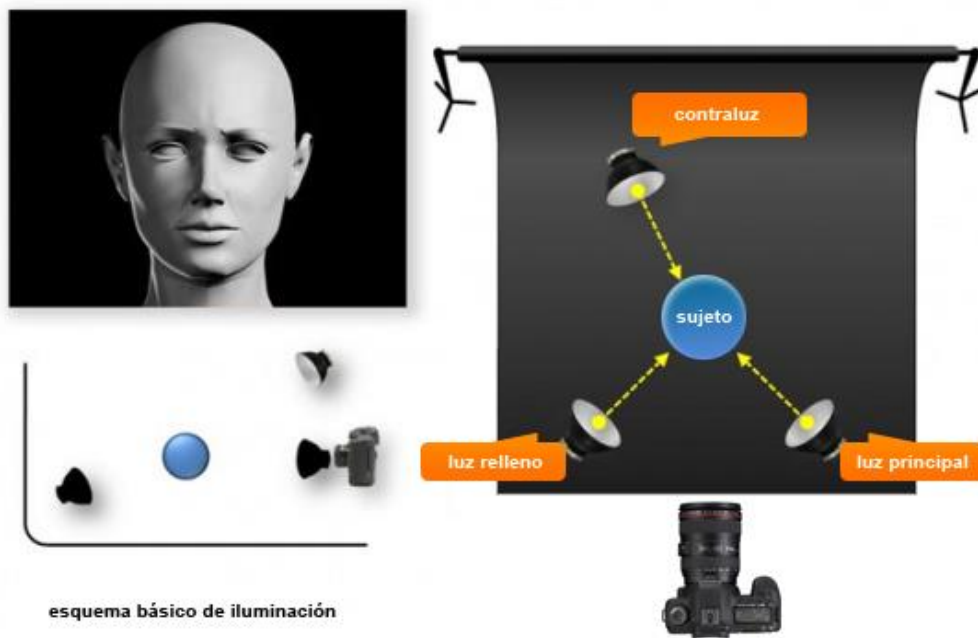 contraluz
sujeto
luz relleno
luz principal
esquema básico de iluminación